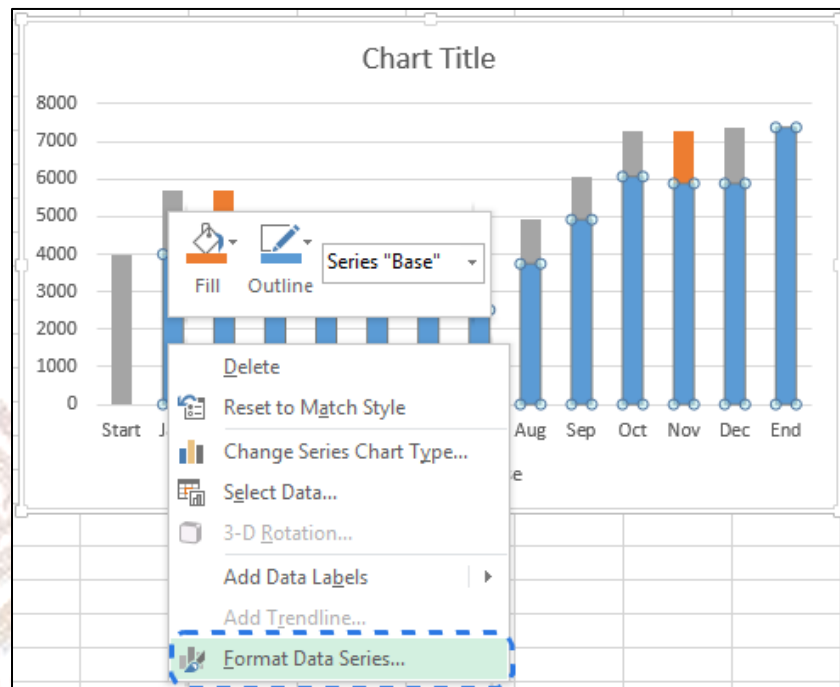 Chart Title
8000
7000
6000
5000
4000
3000
2000
1000
0
Fill Outline Series "Base"
Start Aug Sep Oct Nov Dec End
Delete
Reset to Match Style
Change Series Chart Type...
Select Data...
3-D Rotation...
Add Data Labels
Add Trendline...
Format Data Series...